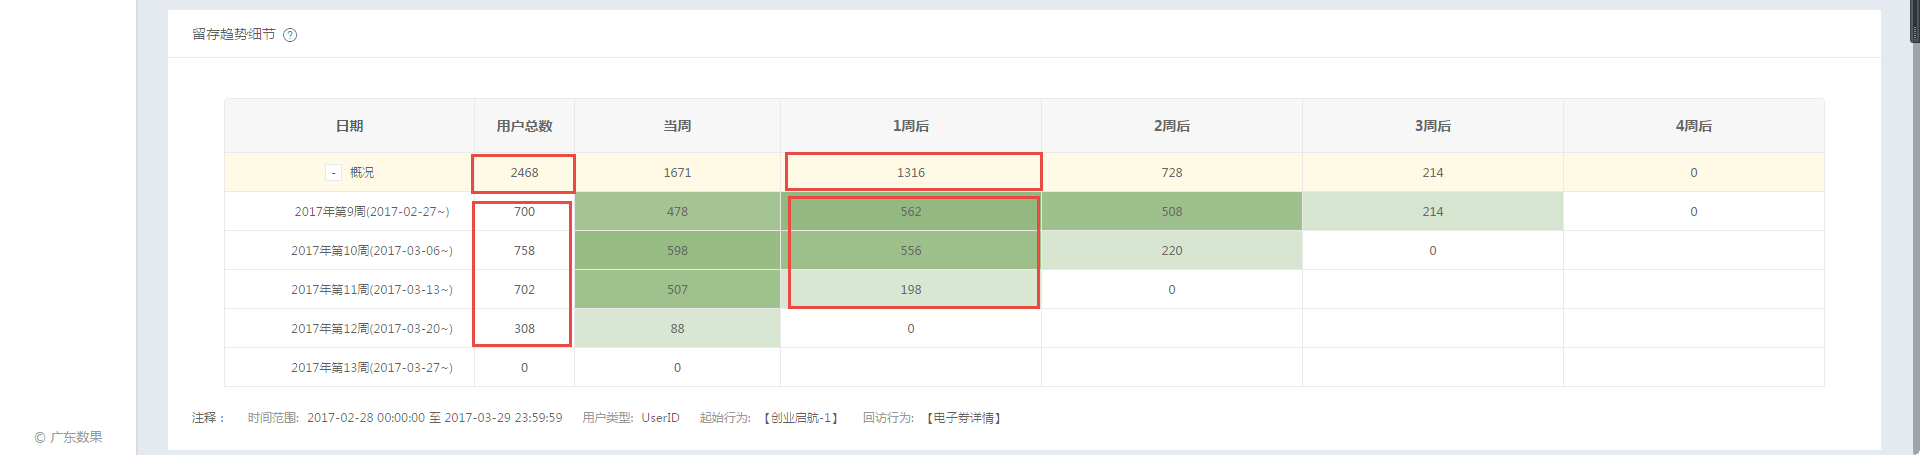 留存趋势细节 ?
日期 用户总数 当周 1周后 2周后 3周后 4周后
- 概况 2468 1671 1316 728 214 0
2017年第9周(2017-02-27~) 700 478 562 508 214 0
2017年第10周(2017-03-06~) 758 598 556 220 0
2017年第11周(2017-03-13~) 702 507 198 0
2017年第12周(2017-03-20~) 308 88 0
2017年第13周(2017-03-27~) 0 0
注释： 时间范围: 2017-02-28 00:00:00 至 2017-03-29 23:59:59 用户类型: UserID 起始行为: 【创业启航-1】 回访行为: 【电子券详情】
© 广东数果